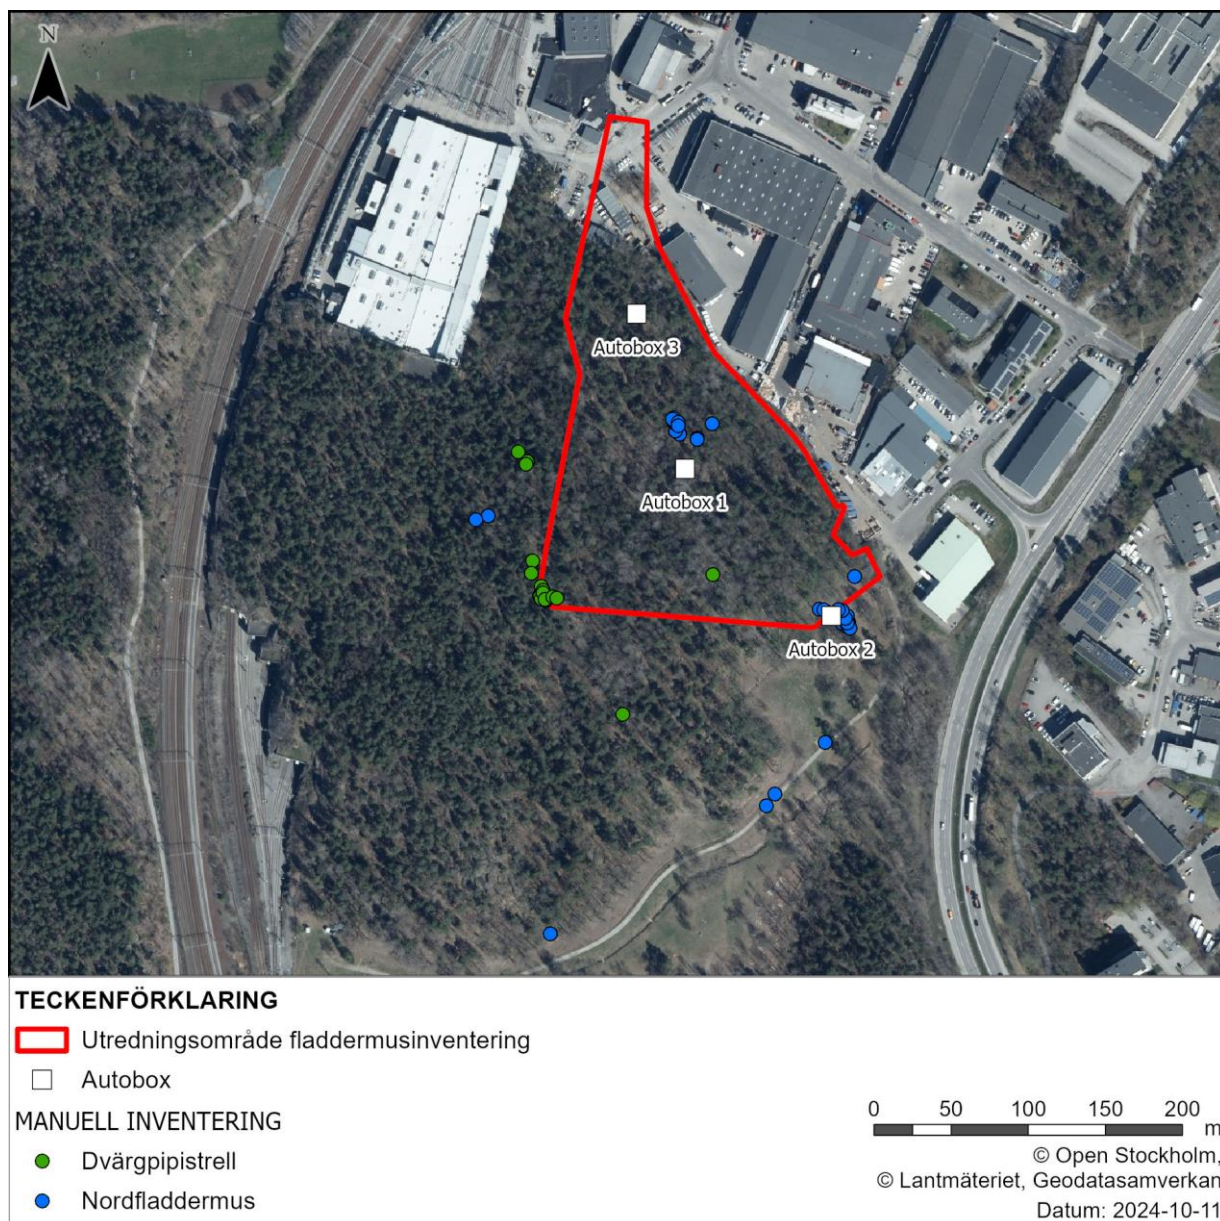 N
Autobox 3
Autobox 1
Autobox 2
TECKENFÖRKLARING
Utredningsområde fladdermusinventering
Autobox
MANUELL INVENTERING
Dvärgpipistrell
Nordfladdermus
0 50 100 150 200
m
© Open Stockholm,
© Lantmäteriet, Geodatasamverkan
Datum: 2024-10-11